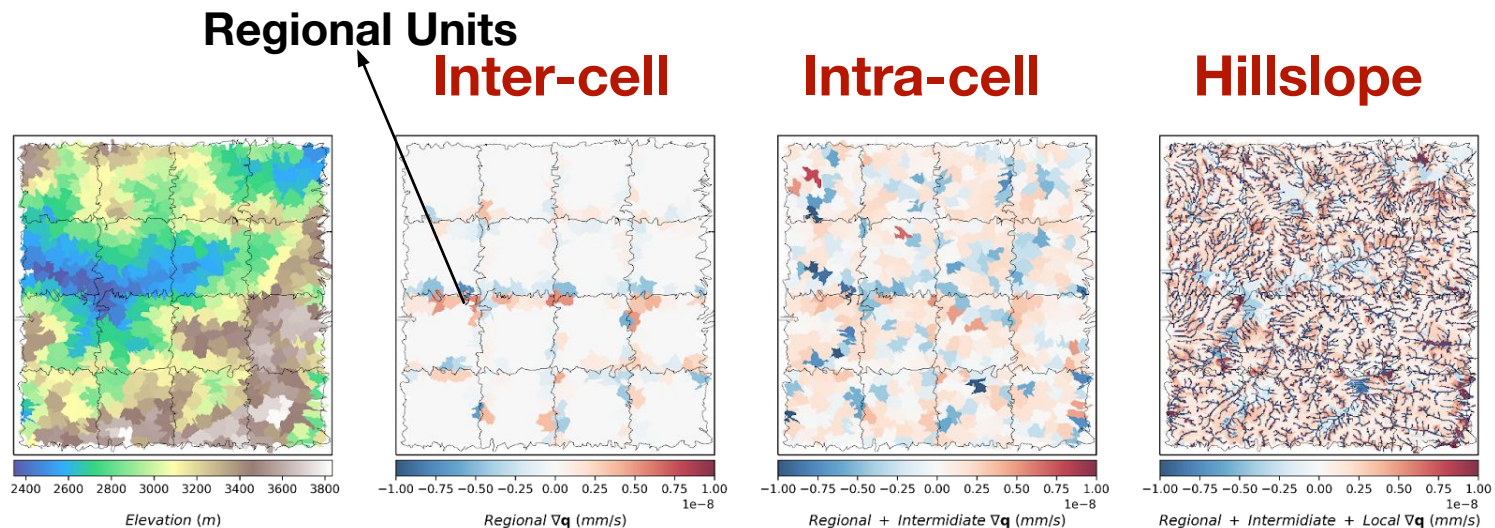 Regional Units
Inter-cell
Intra-cell
Hillslope
2400 2600 2800 3000 3200 3400 3600 3800
Elevation (m)
−1.00 −0.75 −0.50 −0.25 0.00 0.25 0.50 0.75 1.00
1e−8
Regional ∇q (mm/s)
−1.00 −0.75 −0.50 −0.25 0.00 0.25 0.50 0.75 1.00
1e−8
Regional + Intermidiate ∇q (mm/s)
−1.00 −0.75 −0.50 −0.25 0.00 0.25 0.50 0.75 1.00
1e−8
Regional + Intermidiate + Local ∇q (mm/s)